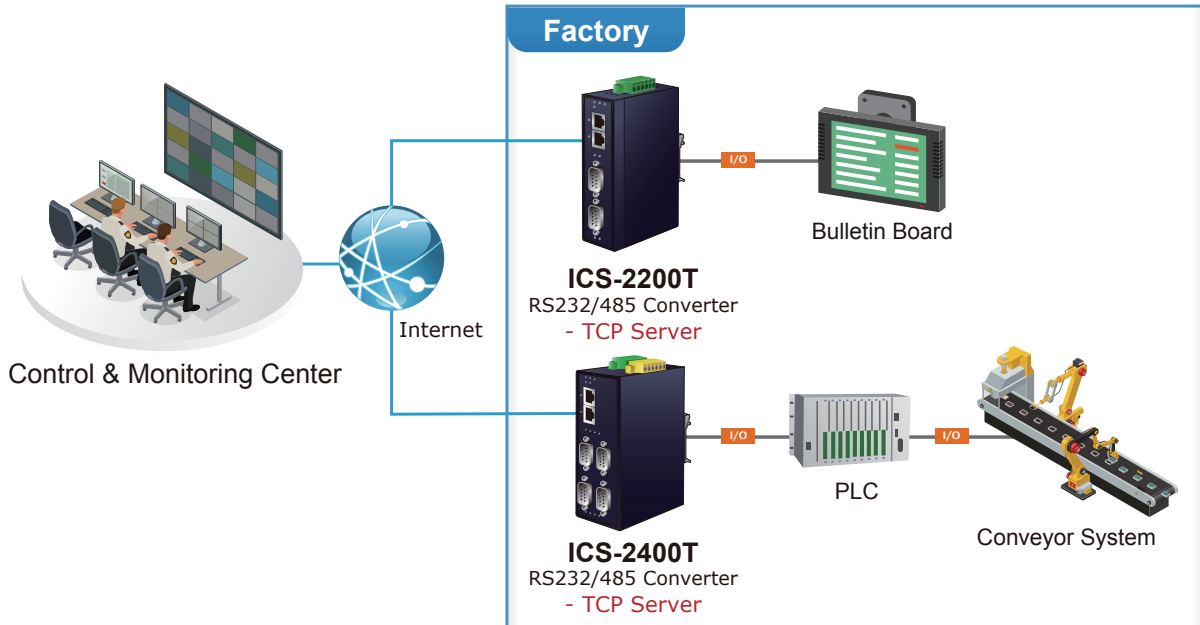 Factory
I/O
Bulletin Board
ICS-2200T
RS232/485 Converter
- TCP Server
Internet
Control & Monitoring Center
I/O
I/O
PLC
Conveyor System
ICS-2400T
RS232/485 Converter
- TCP Server